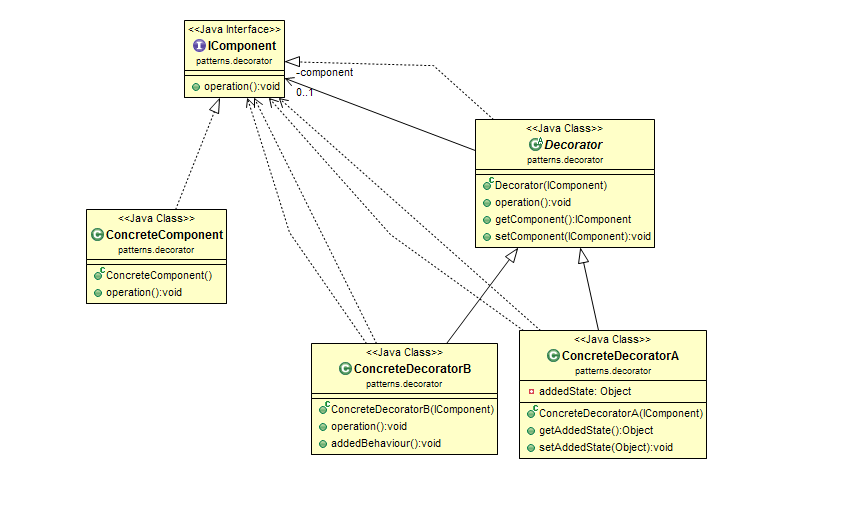 <<Java Interface>>
IComponent
patterns.decorator
operation():void
-component
0..1
<<Java Class>>
Decorator
patterns.decorator
Decorator(IComponent)
operation():void
getComponent():IComponent
setComponent(IComponent):void
<<Java Class>>
ConcreteComponent
patterns.decorator
ConcreteComponent()
operation():void
<<Java Class>>
ConcreteDecoratorB
patterns.decorator
ConcreteDecoratorB(IComponent)
operation():void
addedBehaviour():void
<<Java Class>>
ConcreteDecoratorA
patterns.decorator
addedState: Object
ConcreteDecoratorA(IComponent)
getAddedState():Object
setAddedState(Object):void